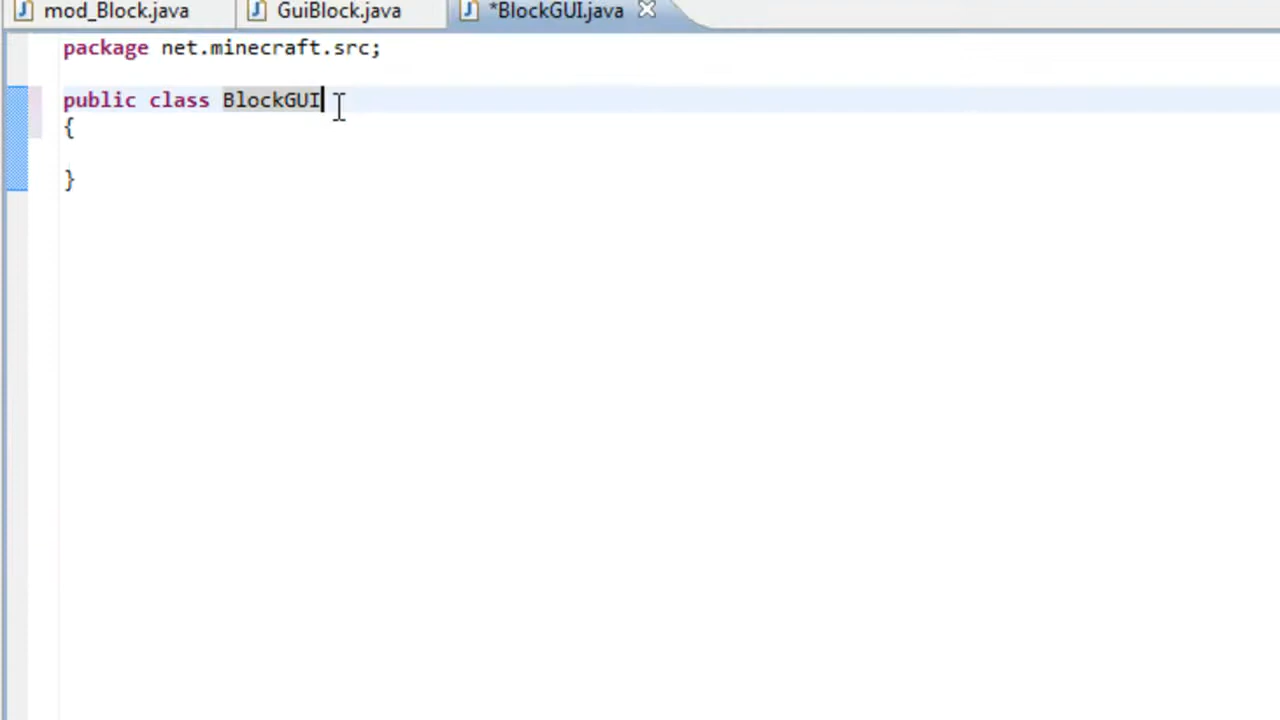 mod_Block.java GuiBlock.java *BlockGUI.java
package net.minecraft.src;
public class BlockGUI
{
}